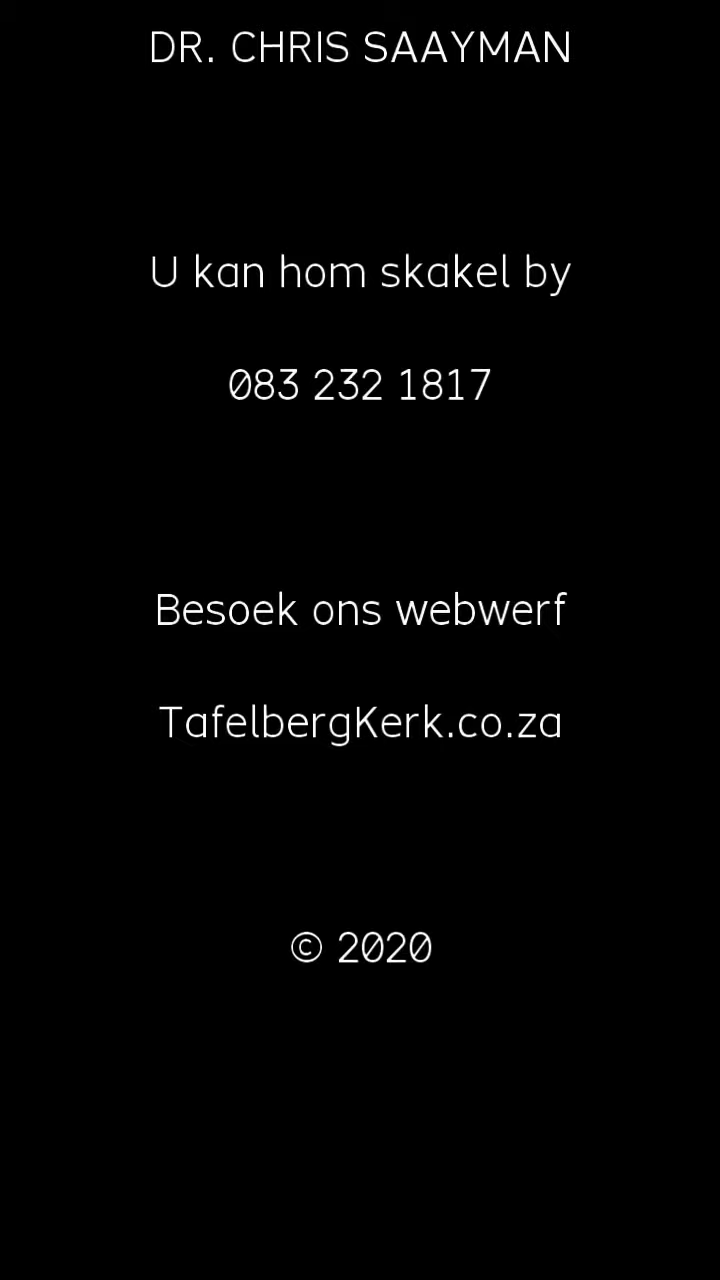 DR. CHRIS SAAYMAN
U kan hom skakel by
083 232 1817
Besoek ons webwerf
TafelbergKerk.co.za
© 2020